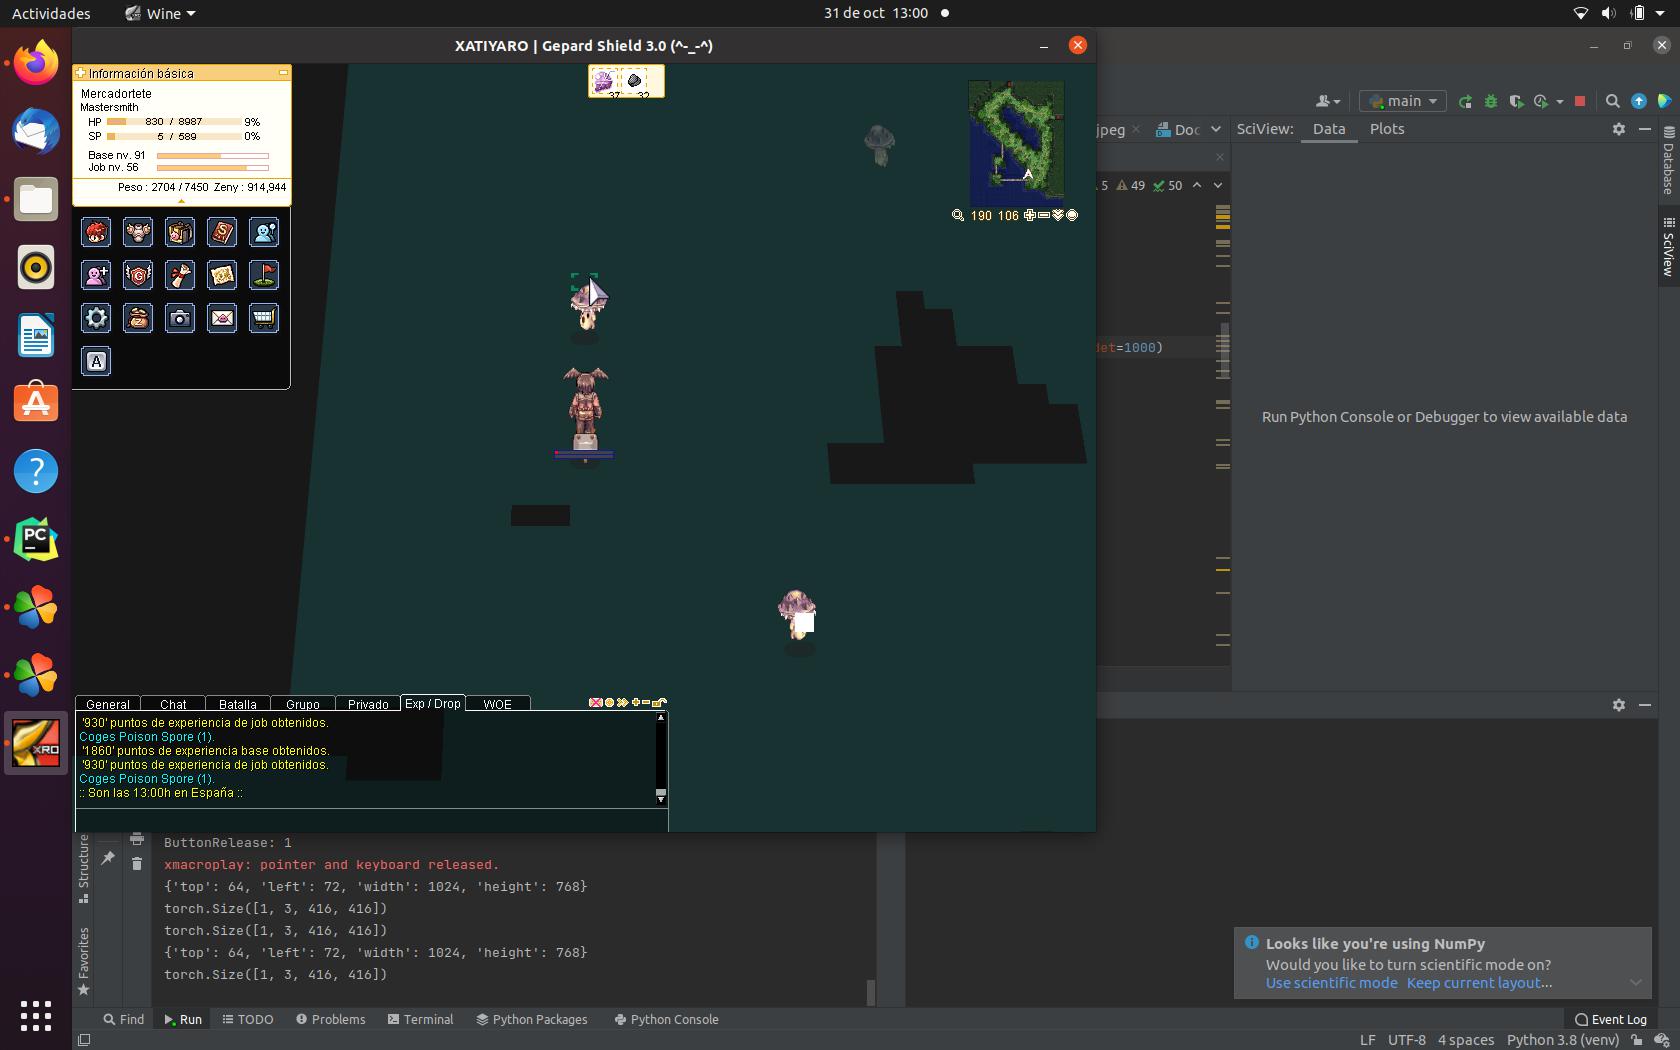 Actividades
Wine
31 de oct 13:00
XATIYARO | Gepard Shield 3.0 (^-_-^)
Información básica
Mercadortete
Mastersmith
HP 830 / 8987 9%
SP 5 / 589 0%
Base nv. 91
Job nv. 56
Peso : 2704 / 7450 Zeny : 914,944
37 32
190 106
A
main
jpeg
Doc
SciView: Data Plots
5 49 50
Database
SciView
det=1000)
Run Python Console or Debugger to view available data
PC
XRO
General Chat Batalla Grupo Privado Exp / Drop WOE
'930' puntos de experiencia de job obtenidos.
Coges Poison Spore (1).
'1860' puntos de experiencia base obtenidos.
'930' puntos de experiencia de job obtenidos.
Coges Poison Spore (1).
:: Son las 13:00h en España ::
Structure
Favorites
ButtonRelease: 1
xmacroplay: pointer and keyboard released.
{'top': 64, 'left': 72, 'width': 1024, 'height': 768}
torch.Size([1, 3, 416, 416])
torch.Size([1, 3, 416, 416])
{'top': 64, 'left': 72, 'width': 1024, 'height': 768}
torch.Size([1, 3, 416, 416])
Looks like you're using NumPy
Would you like to turn scientific mode on?
Use scientific mode Keep current layout...
Find Run TODO Problems Terminal Python Packages Python Console Event Log
LF UTF-8 4 spaces Python 3.8 (venv)